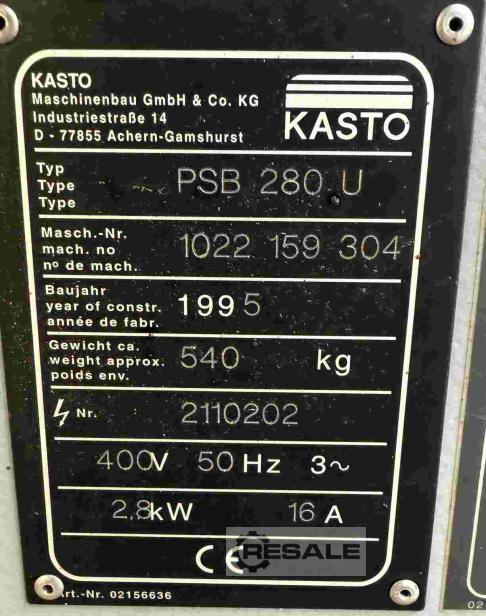 KASTO
Maschinenbau GmbH & Co. KG
Industriestraße 14
D - 77855 Achern-Gamshurst
KASTO
Typ
Type
Type
PSB 280 U
Masch.-Nr.
mach. no
nº de mach.
1022 159 304
Baujahr
year of constr.
année de fabr.
1995
Gewicht ca.
weight approx.
poids env.
540 kg
Nr. 2110202
400V 50 Hz 3~
2.8kW 16 A
CE
RESALE
Art.-Nr. 02156636
02